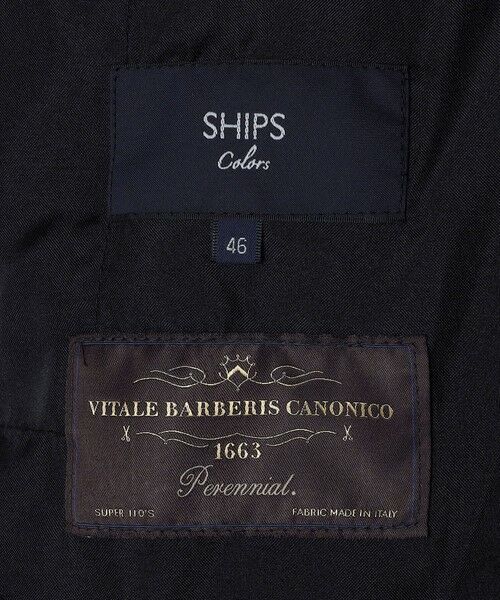 SHIPS
Colors
46
VITALE BARBERIS CANONICO
1663
Perennial.
SUPER 110'S FABRIC MADE IN ITALY